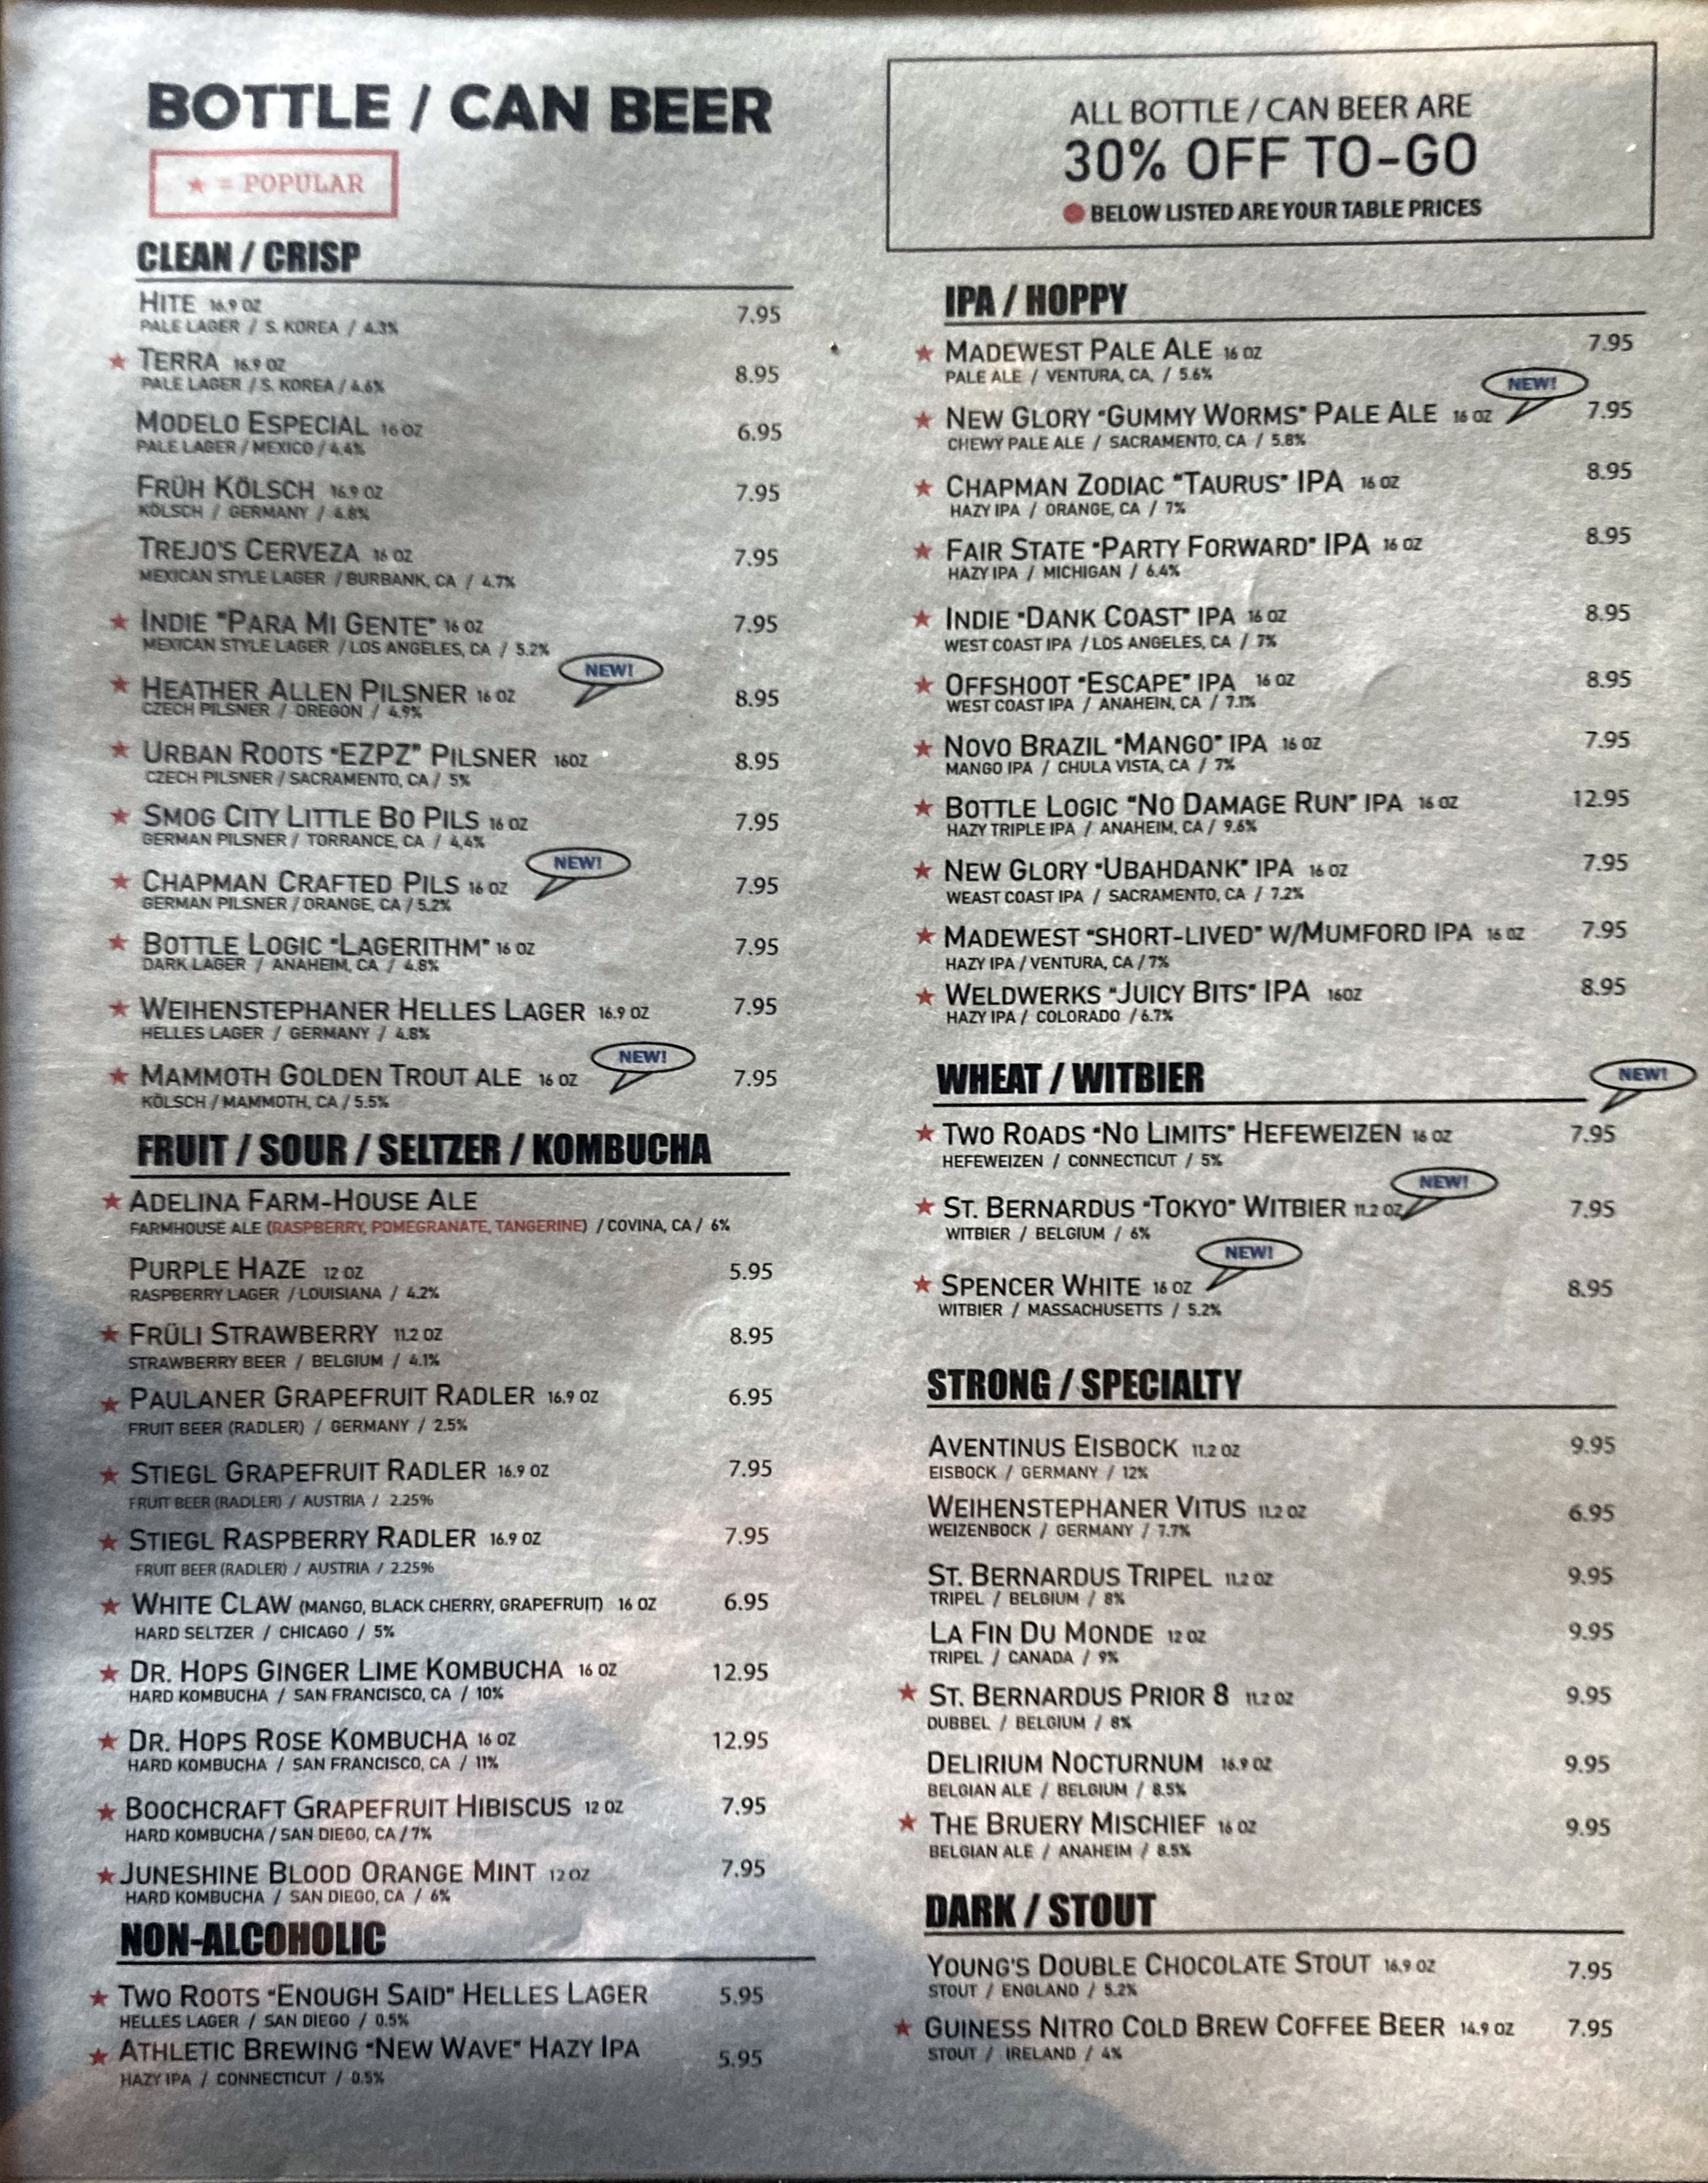 BOTTLE / CAN BEER
★ = POPULAR
ALL BOTTLE / CAN BEER ARE
30% OFF TO-GO
BELOW LISTED ARE YOUR TABLE PRICES
CLEAN / CRISP
HITE 16.9 OZ 7.95
PALE LAGER / S. KOREA / 4.3%
★ TERRA 16.9 OZ 8.95
PALE LAGER / S. KOREA / 4.6%
MODELO ESPECIAL 16 OZ 6.95
PALE LAGER / MEXICO / 4.4%
FRÜH KÖLSCH 16.9 OZ 7.95
KÖLSCH / GERMANY / 4.8%
TREJO'S CERVEZA 16 OZ 7.95
MEXICAN STYLE LAGER / BURBANK, CA / 4.7%
★ INDIE "PARA MI GENTE" 16 OZ 7.95
MEXICAN STYLE LAGER / LOS ANGELES, CA / 5.2%
NEW!
★ HEATHER ALLEN PILSNER 16 OZ 8.95
CZECH PILSNER / OREGON / 4.9%
★ URBAN ROOTS "EZPZ" PILSNER 16OZ 8.95
CZECH PILSNER / SACRAMENTO, CA / 5%
★ SMOG CITY LITTLE BO PILS 16 OZ 7.95
GERMAN PILSNER / TORRANCE, CA / 4,4%
NEW!
★ CHAPMAN CRAFTED PILS 16 OZ 7.95
GERMAN PILSNER / ORANGE, CA / 5.2%
★ BOTTLE LOGIC "LAGERITHM" 16 OZ 7.95
DARK LAGER / ANAHEIM, CA / 4.8%
★ WEIHENSTEPHANER HELLES LAGER 16.9 OZ 7.95
HELLES LAGER / GERMANY / 4.8%
NEW!
★ MAMMOTH GOLDEN TROUT ALE 16 OZ 7.95
KÖLSCH / MAMMOTH, CA / 5.5%
FRUIT / SOUR / SELTZER / KOMBUCHA
★ ADELINA FARM-HOUSE ALE
FARMHOUSE ALE (RASPBERRY, POMEGRANATE, TANGERINE) / COVINA, CA / 6%
PURPLE HAZE 12 OZ 5.95
RASPBERRY LAGER / LOUISIANA / 4.2%
★ FRÜLI STRAWBERRY 11.2 OZ 8.95
STRAWBERRY BEER / BELGIUM / 4.1%
★ PAULANER GRAPEFRUIT RADLER 16.9 OZ 6.95
FRUIT BEER (RADLER) / GERMANY / 2.5%
★ STIEGL GRAPEFRUIT RADLER 16.9 OZ 7.95
FRUIT BEER (RADLER) / AUSTRIA / 2.25%
★ STIEGL RASPBERRY RADLER 16.9 OZ 7.95
FRUIT BEER (RADLER) / AUSTRIA / 2.25%
★ WHITE CLAW (MANGO, BLACK CHERRY, GRAPEFRUIT) 16 OZ 6.95
HARD SELTZER / CHICAGO / 5%
★ DR. HOPS GINGER LIME KOMBUCHA 16 OZ 12.95
HARD KOMBUCHA / SAN FRANCISCO, CA / 10%
★ DR. HOPS ROSE KOMBUCHA 16 OZ 12.95
HARD KOMBUCHA / SAN FRANCISCO, CA / 11%
★ BOOCHCRAFT GRAPEFRUIT HIBISCUS 12 OZ 7.95
HARD KOMBUCHA / SAN DIEGO, CA / 7%
★ JUNESHINE BLOOD ORANGE MINT 12 OZ 7.95
HARD KOMBUCHA / SAN DIEGO, CA / 6%
NON-ALCOHOLIC
★ TWO ROOTS "ENOUGH SAID" HELLES LAGER 5.95
HELLES LAGER / SAN DIEGO / 0.5%
★ ATHLETIC BREWING "NEW WAVE" HAZY IPA 5.95
HAZY IPA / CONNECTICUT / 0.5%
IPA / HOPPY
★ MADEWEST PALE ALE 16 OZ 7.95
PALE ALE / VENTURA, CA, / 5.6%
NEW!
★ NEW GLORY "GUMMY WORMS" PALE ALE 16 OZ 7.95
CHEWY PALE ALE / SACRAMENTO, CA / 5.8%
★ CHAPMAN ZODIAC "TAURUS" IPA 16 OZ 8.95
HAZY IPA / ORANGE, CA / 7%
★ FAIR STATE "PARTY FORWARD" IPA 16 OZ 8.95
HAZY IPA / MICHIGAN / 6.4%
★ INDIE "DANK COAST" IPA 16 OZ 8.95
WEST COAST IPA / LOS ANGELES, CA / 7%
★ OFFSHOOT "ESCAPE" IPA 16 OZ 8.95
WEST COAST IPA / ANAHEIN, CA / 7.1%
★ NOVO BRAZIL "MANGO" IPA 16 OZ 7.95
MANGO IPA / CHULA VISTA, CA / 7%
★ BOTTLE LOGIC "NO DAMAGE RUN" IPA 16 OZ 12.95
HAZY TRIPLE IPA / ANAHEIM, CA / 9.6%
★ NEW GLORY "UBAHDANK" IPA 16 OZ 7.95
WEAST COAST IPA / SACRAMENTO, CA / 7.2%
★ MADEWEST "SHORT-LIVED" W/MUMFORD IPA 16 OZ 7.95
HAZY IPA / VENTURA, CA / 7%
★ WELDWERKS "JUICY BITS" IPA 16OZ 8.95
HAZY IPA / COLORADO / 6.7%
WHEAT / WITBIER
NEW!
★ TWO ROADS "NO LIMITS" HEFEWEIZEN 16 OZ 7.95
HEFEWEIZEN / CONNECTICUT / 5%
NEW!
★ ST. BERNARDUS "TOKYO" WITBIER 11.2 OZ 7.95
WITBIER / BELGIUM / 6%
NEW!
★ SPENCER WHITE 16 OZ 8.95
WITBIER / MASSACHUSETTS / 5.2%
STRONG / SPECIALTY
AVENTINUS EISBOCK 11.2 OZ 9.95
EISBOCK / GERMANY / 12%
WEIHENSTEPHANER VITUS 11.2 OZ 6.95
WEIZENBOCK / GERMANY / 7.7%
ST. BERNARDUS TRIPEL 11.2 OZ 9.95
TRIPEL / BELGIUM / 8%
LA FIN DU MONDE 12 OZ 9.95
TRIPEL / CANADA / 9%
★ ST. BERNARDUS PRIOR 8 11.2 OZ 9.95
DUBBEL / BELGIUM / 8%
DELIRIUM NOCTURNUM 16.9 OZ 9.95
BELGIAN ALE / BELGIUM / 8.5%
★ THE BRUERY MISCHIEF 16 OZ 9.95
BELGIAN ALE / ANAHEIM / 8.5%
DARK / STOUT
YOUNG'S DOUBLE CHOCOLATE STOUT 16.9 OZ 7.95
STOUT / ENGLAND / 5.2%
★ GUINESS NITRO COLD BREW COFFEE BEER 14.9 OZ 7.95
STOUT / IRELAND / 4%